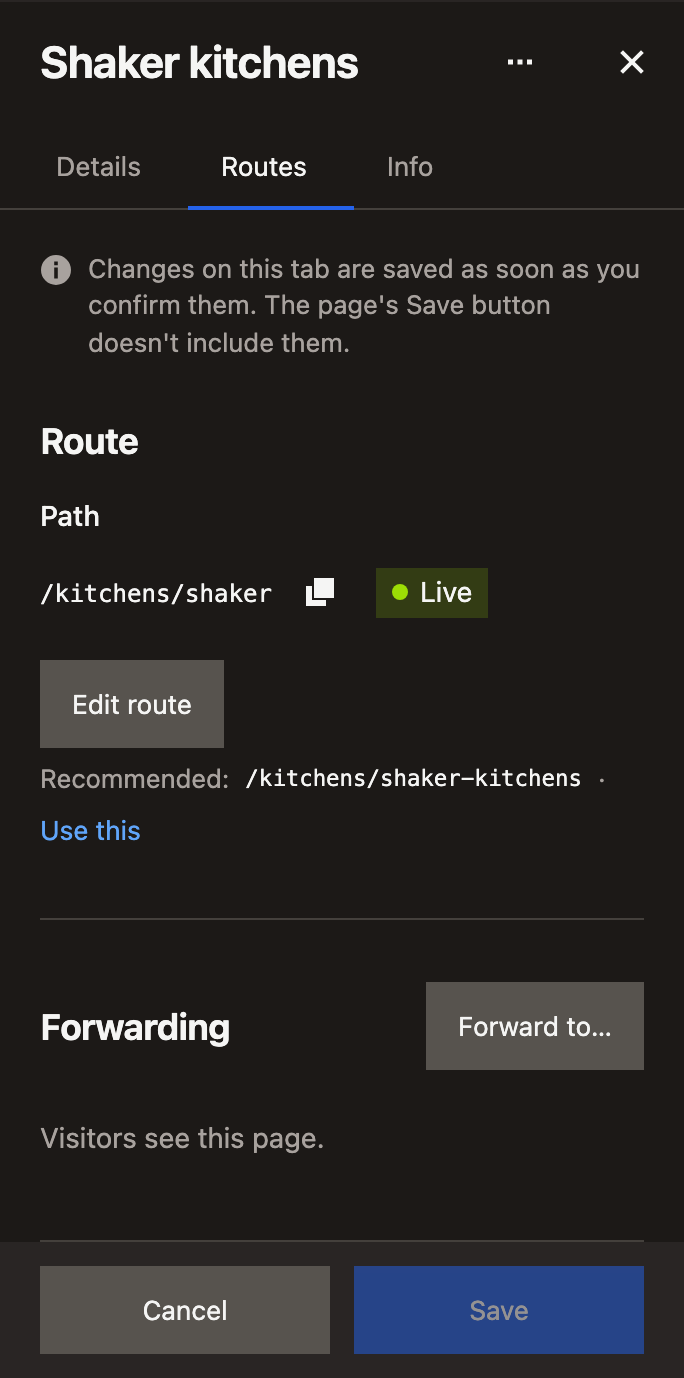 Shaker kitchens
Details Routes Info
Changes on this tab are saved as soon as you
confirm them. The page's Save button
doesn't include them.
Route
Path
/kitchens/shaker Live
Edit route
Recommended: /kitchens/shaker-kitchens ·
Use this
Forwarding Forward to...
Visitors see this page.
Cancel Save